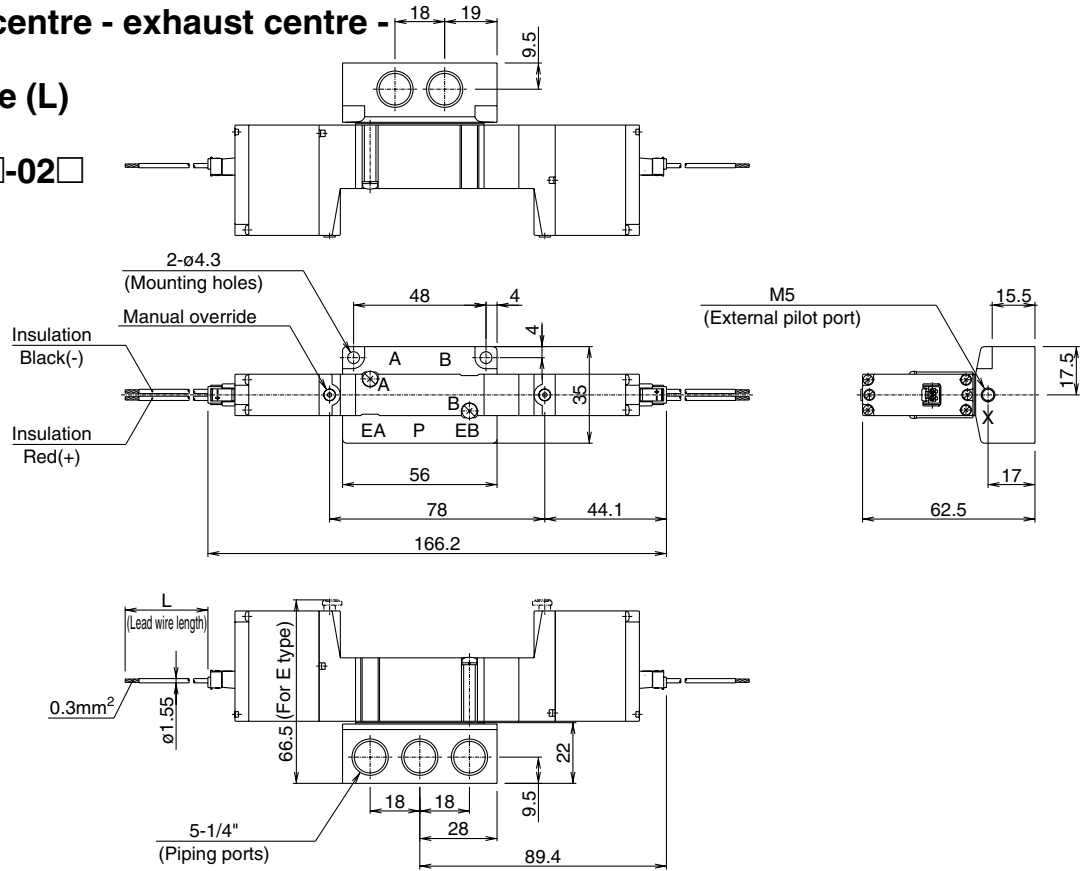 centre - exhaust centre -
e (L)
-02□
18
19
9.5
2-ø4.3
(Mounting holes)
48
4
Manual override
4
M5
(External pilot port)
15.5
Insulation
Black(-)
A B
A
35
17.5
B
X
Insulation
Red(+)
EA P EB
56
17
78
44.1
62.5
166.2
L
(Lead wire length)
66.5 (For E type)
0.3mm²
ø1.55
22
9.5
18
18
5-1/4"
(Piping ports)
28
89.4